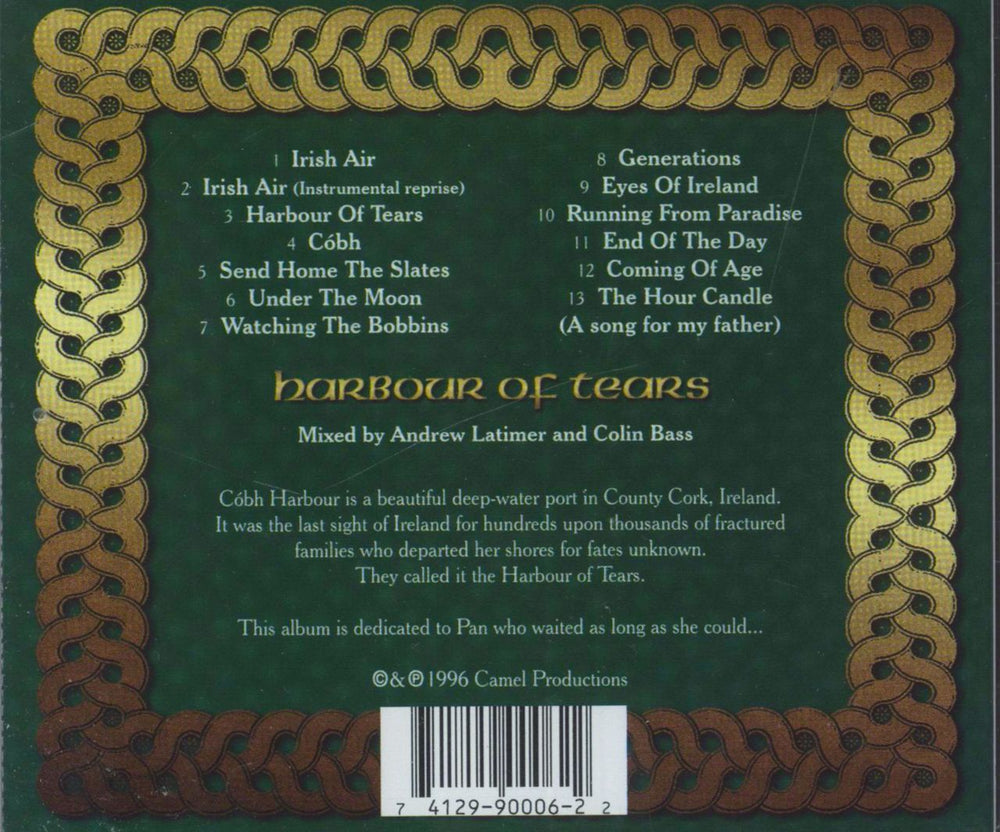 1 Irish Air
2 Irish Air (Instrumental reprise)
3 Harbour Of Tears
4 Cóbh
5 Send Home The Slates
6 Under The Moon
7 Watching The Bobbins
8 Generations
9 Eyes Of Ireland
10 Running From Paradise
11 End Of The Day
12 Coming Of Age
13 The Hour Candle
(A song for my father)
harbour of tears
Mixed by Andrew Latimer and Colin Bass
Cóbh Harbour is a beautiful deep-water port in County Cork, Ireland.
It was the last sight of Ireland for hundreds upon thousands of fractured
families who departed her shores for fates unknown.
They called it the Harbour of Tears.
This album is dedicated to Pan who waited as long as she could...
©&℗1996 Camel Productions
7 4129-90006-2 2